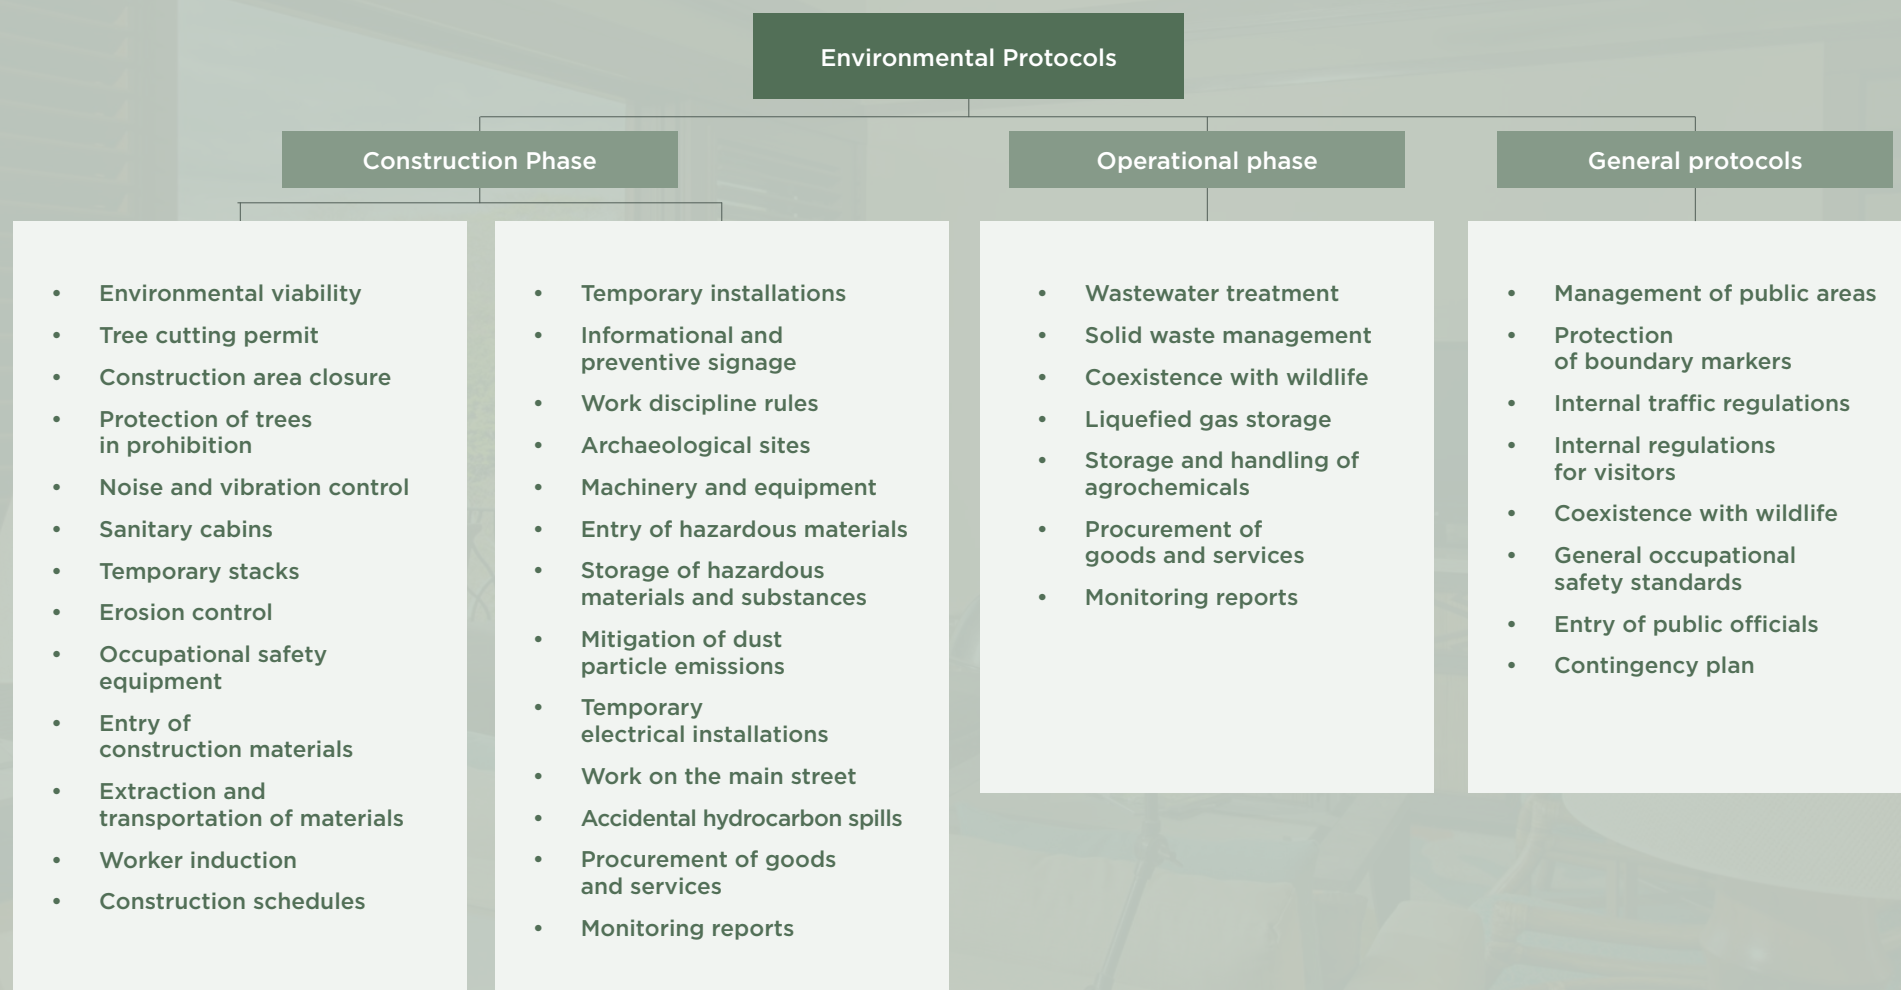 Environmental Protocols
Construction Phase
Operational phase
General protocols
• Environmental viability
• Tree cutting permit
• Construction area closure
• Protection of trees
in prohibition
• Noise and vibration control
• Sanitary cabins
• Temporary stacks
• Erosion control
• Occupational safety
equipment
• Entry of
construction materials
• Extraction and
transportation of materials
• Worker induction
• Construction schedules
• Temporary installations
• Informational and
preventive signage
• Work discipline rules
• Archaeological sites
• Machinery and equipment
• Entry of hazardous materials
• Storage of hazardous
materials and substances
• Mitigation of dust
particle emissions
• Temporary
electrical installations
• Work on the main street
• Accidental hydrocarbon spills
• Procurement of goods
and services
• Monitoring reports
• Wastewater treatment
• Solid waste management
• Coexistence with wildlife
• Liquefied gas storage
• Storage and handling of
agrochemicals
• Procurement of
goods and services
• Monitoring reports
• Management of public areas
• Protection
of boundary markers
• Internal traffic regulations
• Internal regulations
for visitors
• Coexistence with wildlife
• General occupational
safety standards
• Entry of public officials
• Contingency plan